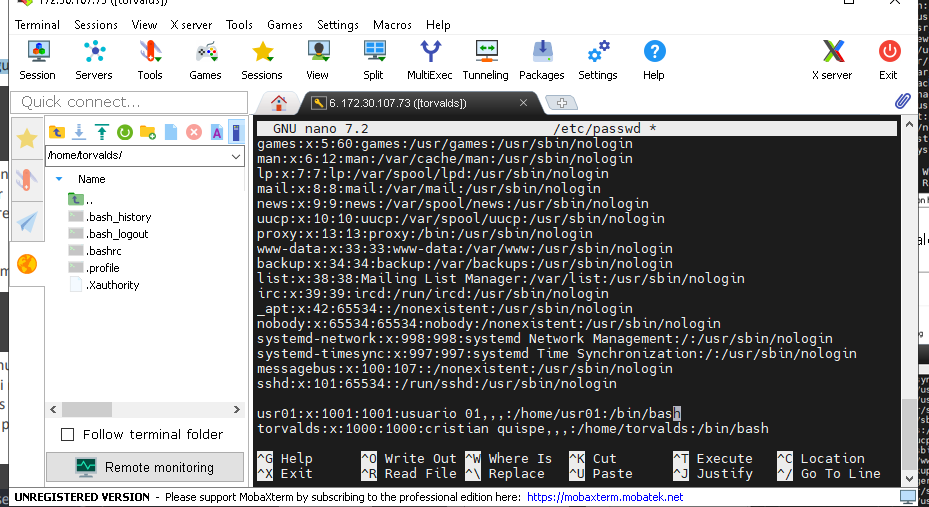 172.30.107.73 ([torvalds])
Terminal Sessions View X server Tools Games Settings Macros Help
Session Servers Tools Games Sessions View Split MultiExec Tunneling Packages Settings Help X server Exit
Quick connect...
6. 172.30.107.73 ([torvalds])
/home/torvalds/
Name
..
.bash_history
.bash_logout
.bashrc
.profile
.Xauthority
Follow terminal folder
Remote monitoring
GNU nano 7.2 /etc/passwd *
games:x:5:60:games:/usr/games:/usr/sbin/nologin
man:x:6:12:man:/var/cache/man:/usr/sbin/nologin
lp:x:7:7:lp:/var/spool/lpd:/usr/sbin/nologin
mail:x:8:8:mail:/var/mail:/usr/sbin/nologin
news:x:9:9:news:/var/spool/news:/usr/sbin/nologin
uucp:x:10:10:uucp:/var/spool/uucp:/usr/sbin/nologin
proxy:x:13:13:proxy:/bin:/usr/sbin/nologin
www-data:x:33:33:www-data:/var/www:/usr/sbin/nologin
backup:x:34:34:backup:/var/backups:/usr/sbin/nologin
list:x:38:38:Mailing List Manager:/var/list:/usr/sbin/nologin
irc:x:39:39:ircd:/run/ircd:/usr/sbin/nologin
_apt:x:42:65534::/nonexistent:/usr/sbin/nologin
nobody:x:65534:65534:nobody:/nonexistent:/usr/sbin/nologin
systemd-network:x:998:998:systemd Network Management:/:/usr/sbin/nologin
systemd-timesync:x:997:997:systemd Time Synchronization:/:/usr/sbin/nologin
messagebus:x:100:107::/nonexistent:/usr/sbin/nologin
sshd:x:101:65534::/run/sshd:/usr/sbin/nologin
usr01:x:1001:1001:usuario 01,,,:/home/usr01:/bin/bash
torvalds:x:1000:1000:cristian quispe,,,:/home/torvalds:/bin/bash
^G Help ^O Write Out ^W Where Is ^K Cut ^T Execute ^C Location
^X Exit ^R Read File ^\ Replace ^U Paste ^J Justify ^/ Go To Line
UNREGISTERED VERSION - Please support MobaXterm by subscribing to the professional edition here: https://mobaxterm.mobatek.net